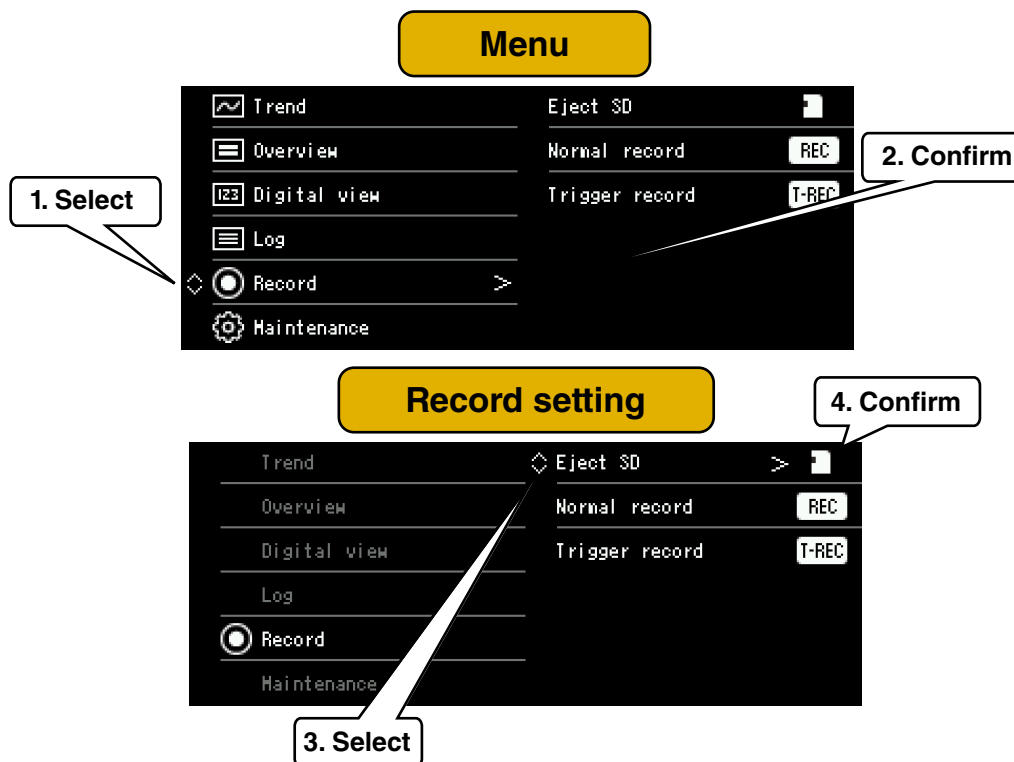 Menu
Trend
Eject SD
Overview
Normal record
REC
2. Confirm
1. Select
123 Digital view
Trigger record
T-REC
Log
Record >
Maintenance
Record setting
4. Confirm
Trend
Eject SD >
Overview
Normal record
REC
Digital view
Trigger record
T-REC
Log
Record
Maintenance
3. Select